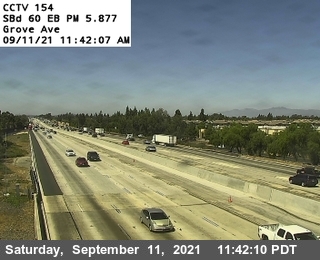 CCTV 154
SBd 60 EB PM 5.877
Grove Ave
09/11/21 11:42:07 AM
Saturday, September 11, 2021 11:42:10 PDT